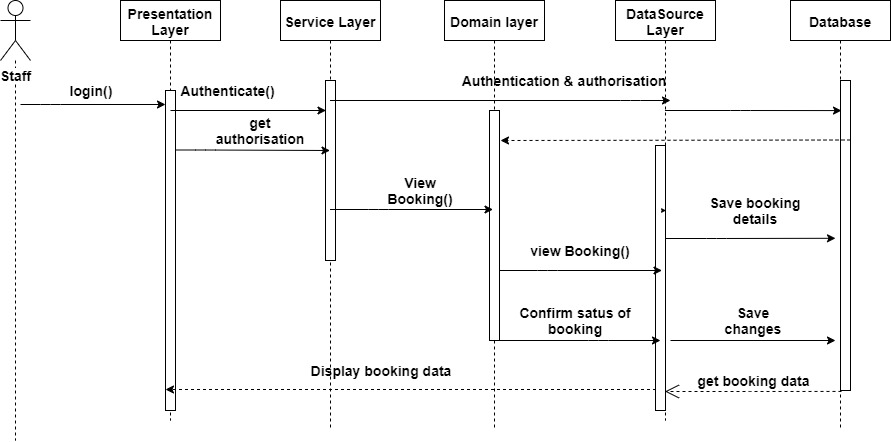 Presentation
Layer
Service Layer
Domain layer
DataSource
Layer
Database
Staff
login()
Authenticate()
Authentication & authorisation
get
authorisation
View
Booking()
Save booking
details
view Booking()
Confirm satus of
booking
Save
changes
Display booking data
get booking data